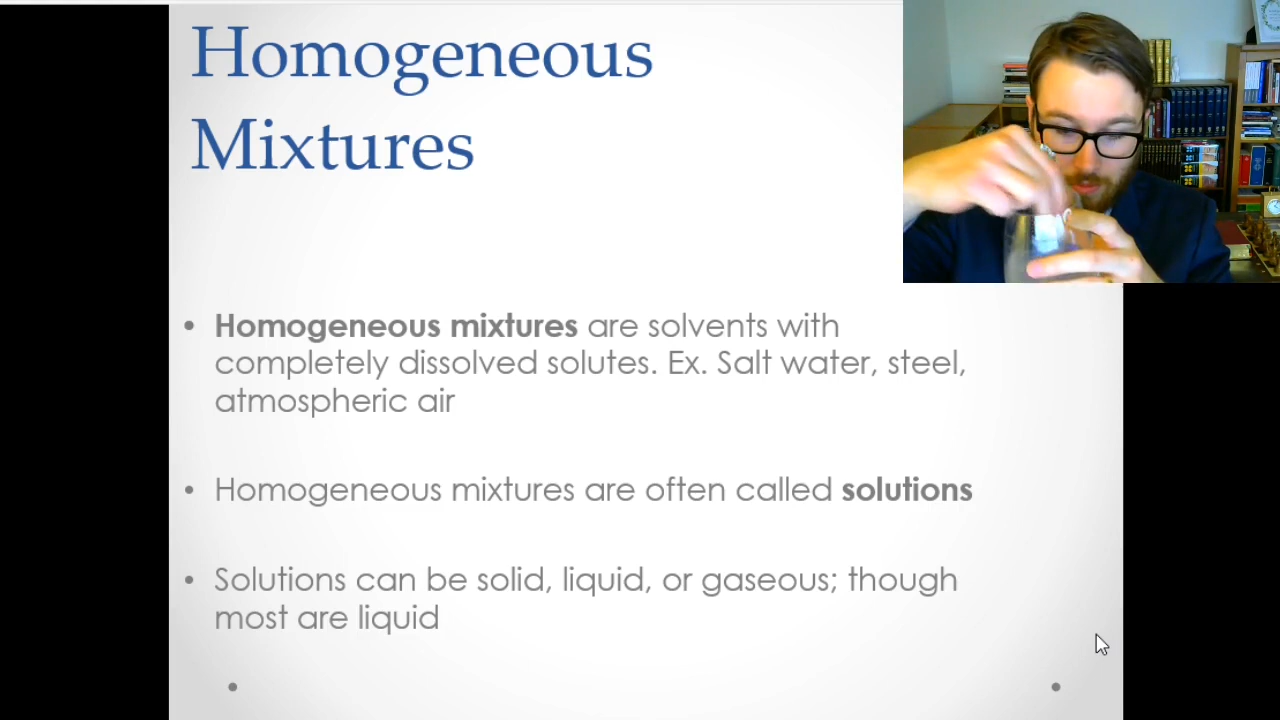 Homogeneous
Mixtures
• Homogeneous mixtures are solvents with
completely dissolved solutes. Ex. Salt water, steel,
atmospheric air
• Homogeneous mixtures are often called solutions
• Solutions can be solid, liquid, or gaseous; though
most are liquid